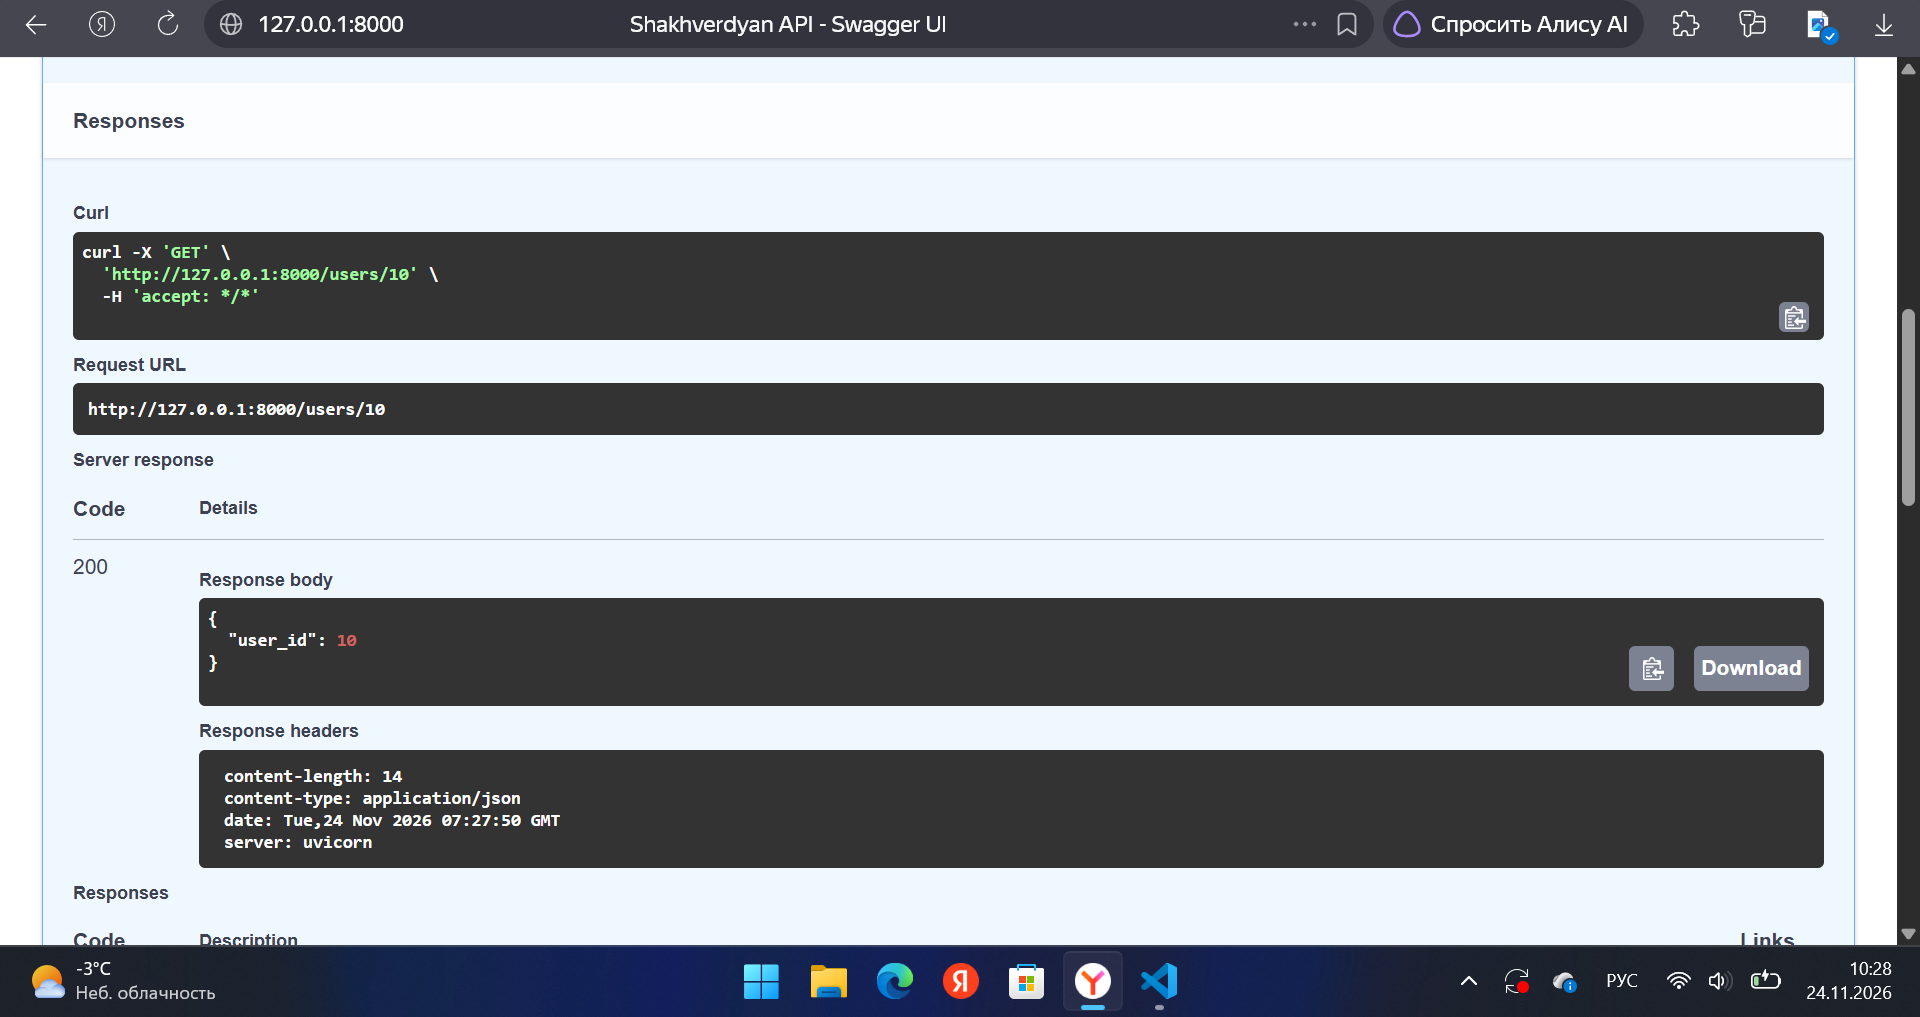 127.0.0.1:8000
Shakhverdyan API - Swagger UI
Спросить Алису AI
Responses
Curl
curl -X 'GET' \
'http://127.0.0.1:8000/users/10' \
-H 'accept: */*'
Request URL
http://127.0.0.1:8000/users/10
Server response
Code Details
200
Response body
{
"user_id": 10
}
Download
Response headers
content-length: 14
content-type: application/json
date: Tue,24 Nov 2026 07:27:50 GMT
server: uvicorn
Responses
Code Description Links
-3°C
Неб. облачность
РУС
10:28
24.11.2026